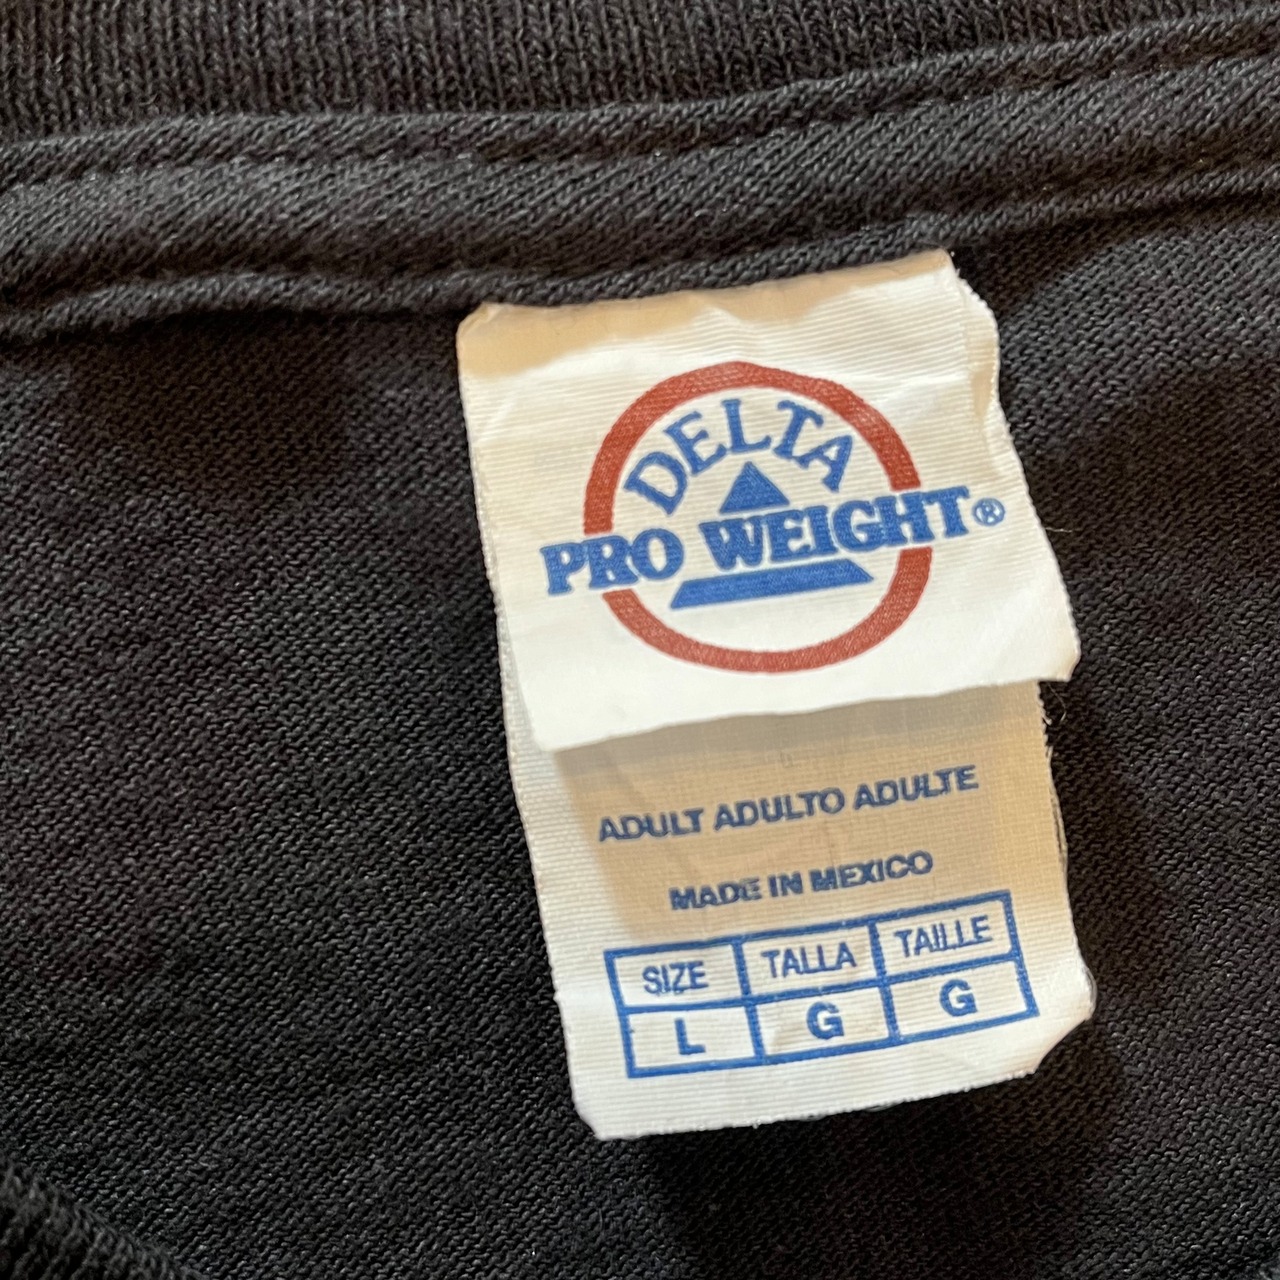 DELTA
PRO WEIGHT®
ADULT ADULTO ADULTE
MADE IN MEXICO
SIZE TALLA TAILLE
L G G